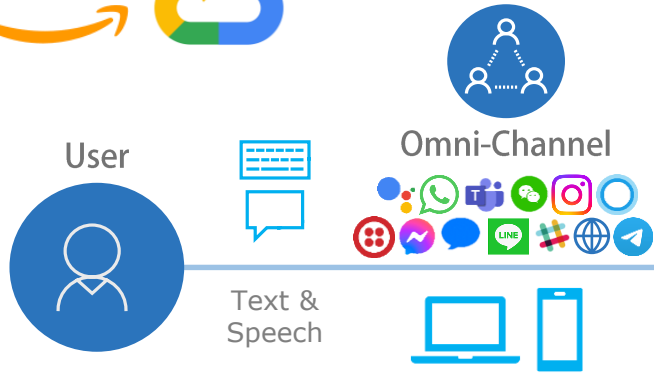 User
Omni-Channel
T
LINE
Text &
Speech